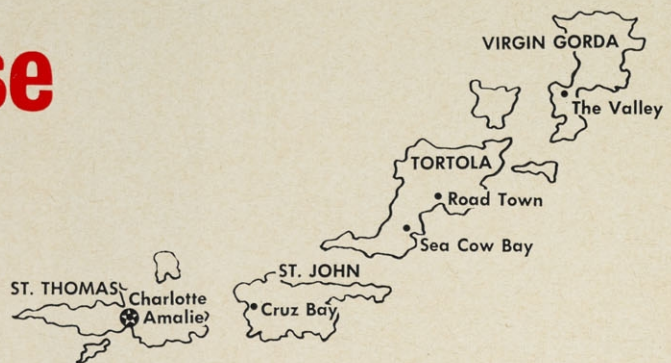 se
VIRGIN GORDA
The Valley
TORTOLA
Road Town
Sea Cow Bay
ST. JOHN
ST. THOMAS
Charlotte
Amalie
Cruz Bay